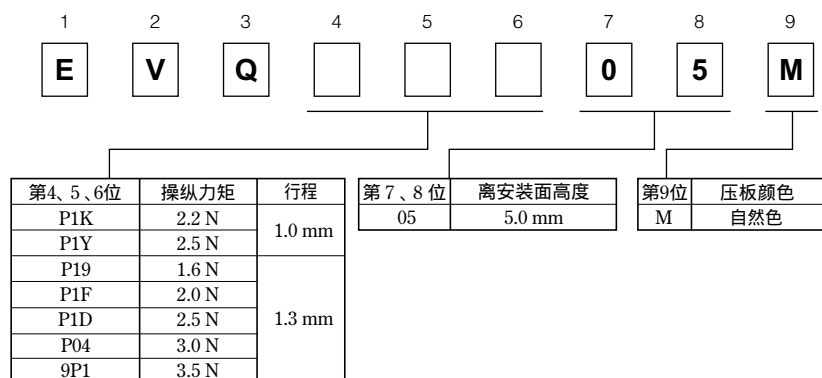 1 2 3 4 5 6 7 8 9
E V Q 0 5 M
第4、5、6位 操纵力矩 行程
P1K 2.2 N 1.0 mm
P1Y 2.5 N
P19 1.6 N 1.3 mm
P1F 2.0 N
P1D 2.5 N
P04 3.0 N
9P1 3.5 N
第7、8位 离安装面高度
05 5.0 mm
第9位 压板颜色
M 自然色